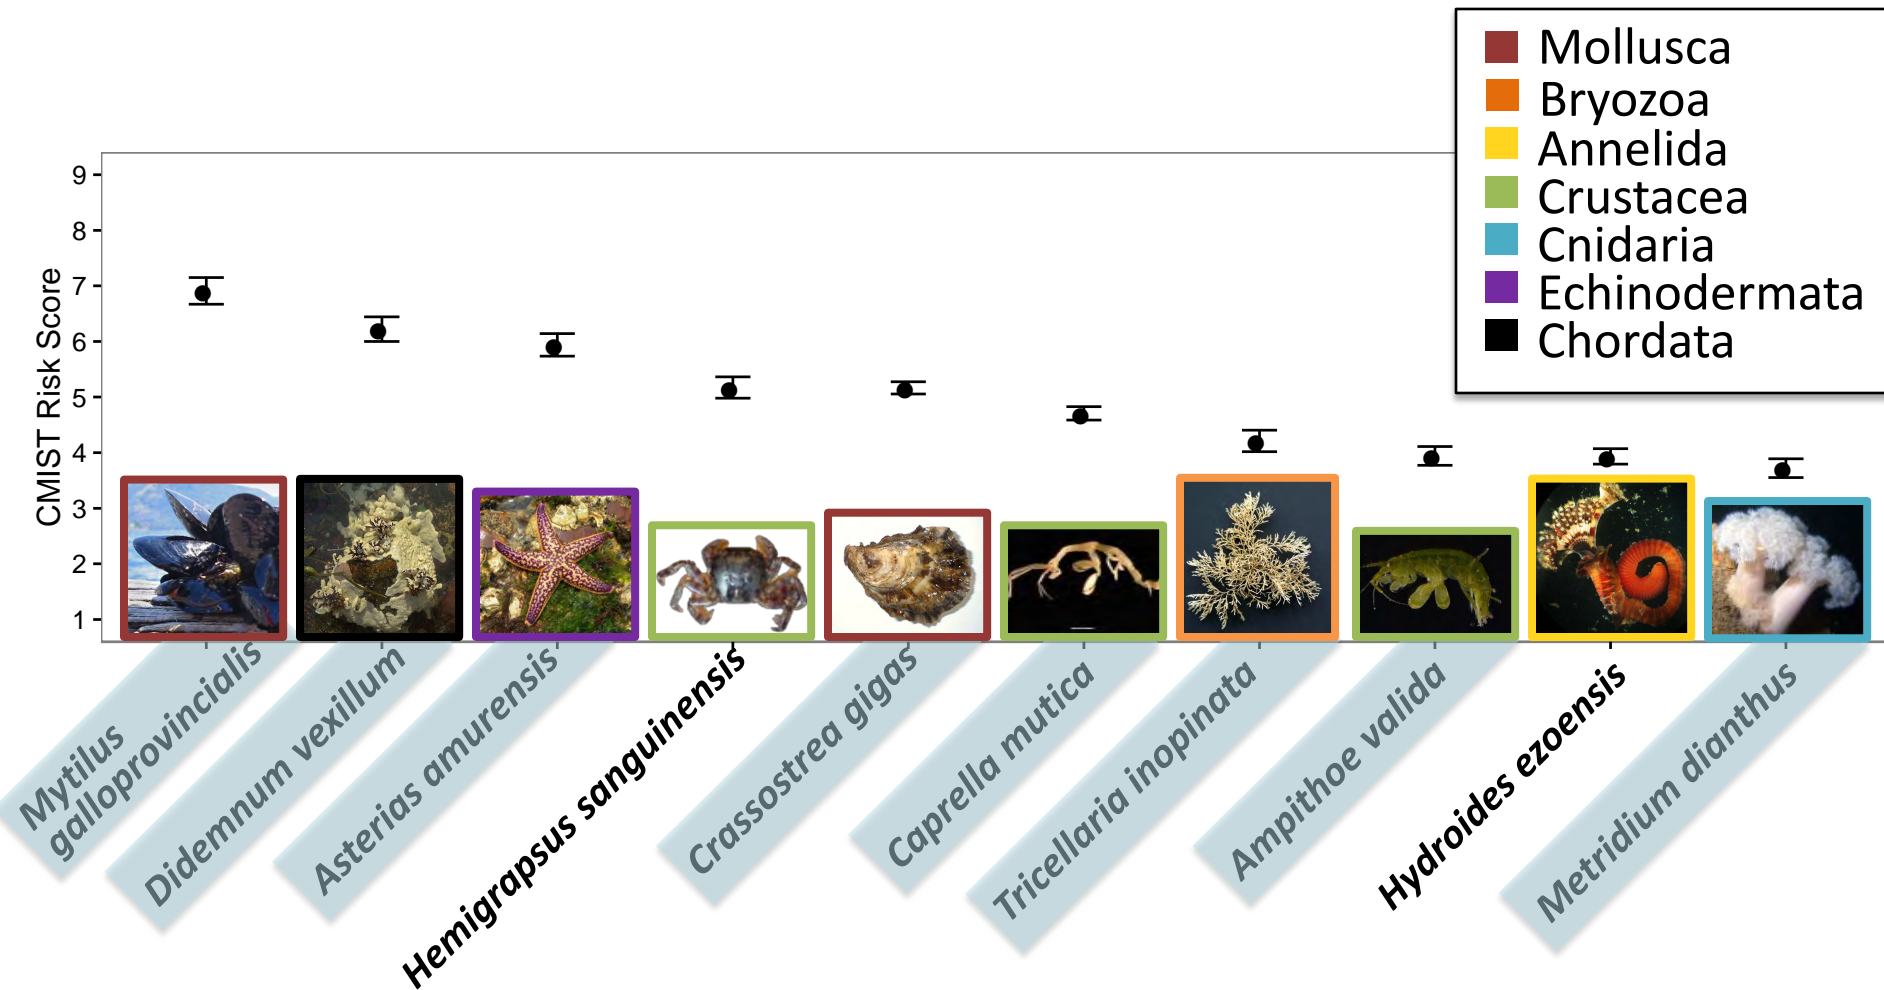 Mollusca
Bryozoa
Annelida
Crustacea
Cnidaria
Echinodermata
Chordata
CMIST Risk Score
9
8
7
6
5
4
3
2
1
Mytilus
galloprovincialis
Didemnum vexillum
Asterias amurensis
Hemigrapsus sanguinensis
Crassostrea gigas
Caprella mutica
Tricellaria inopinata
Ampithoe valida
Hydroides ezoensis
Metridium dianthus